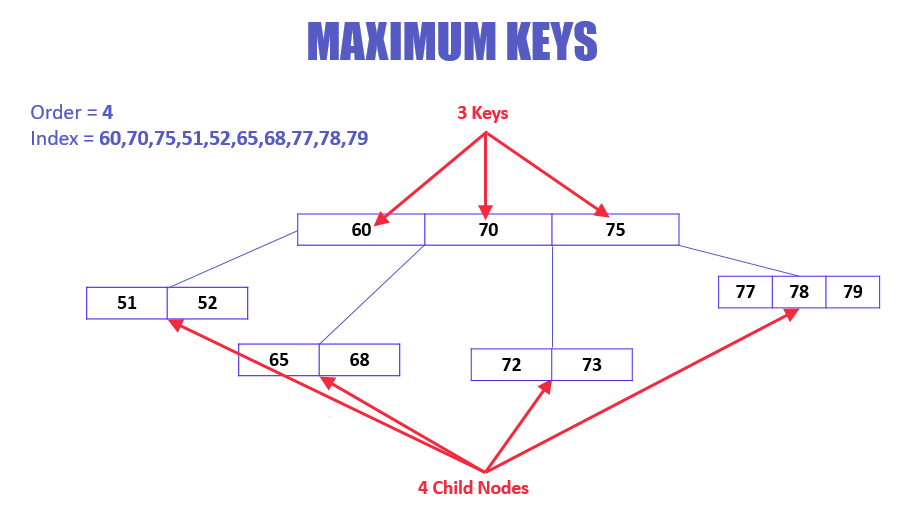 MAXIMUM KEYS
Order = 4
Index = 60,70,75,51,52,65,68,77,78,79
3 Keys
60 70 75
51 52
77 78 79
65 68
72 73
4 Child Nodes